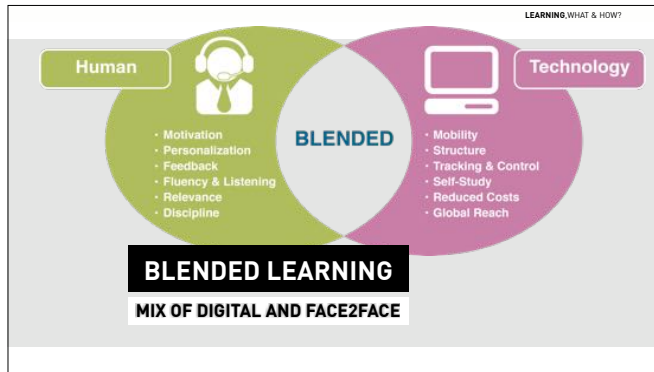 LEARNING,WHAT & HOW?
Human
Technology
• Motivation
• Personalization
• Feedback
• Fluency & Listening
• Relevance
• Discipline
BLENDED
• Mobility
• Structure
• Tracking & Control
• Self-Study
• Reduced Costs
• Global Reach
BLENDED LEARNING
MIX OF DIGITAL AND FACE2FACE